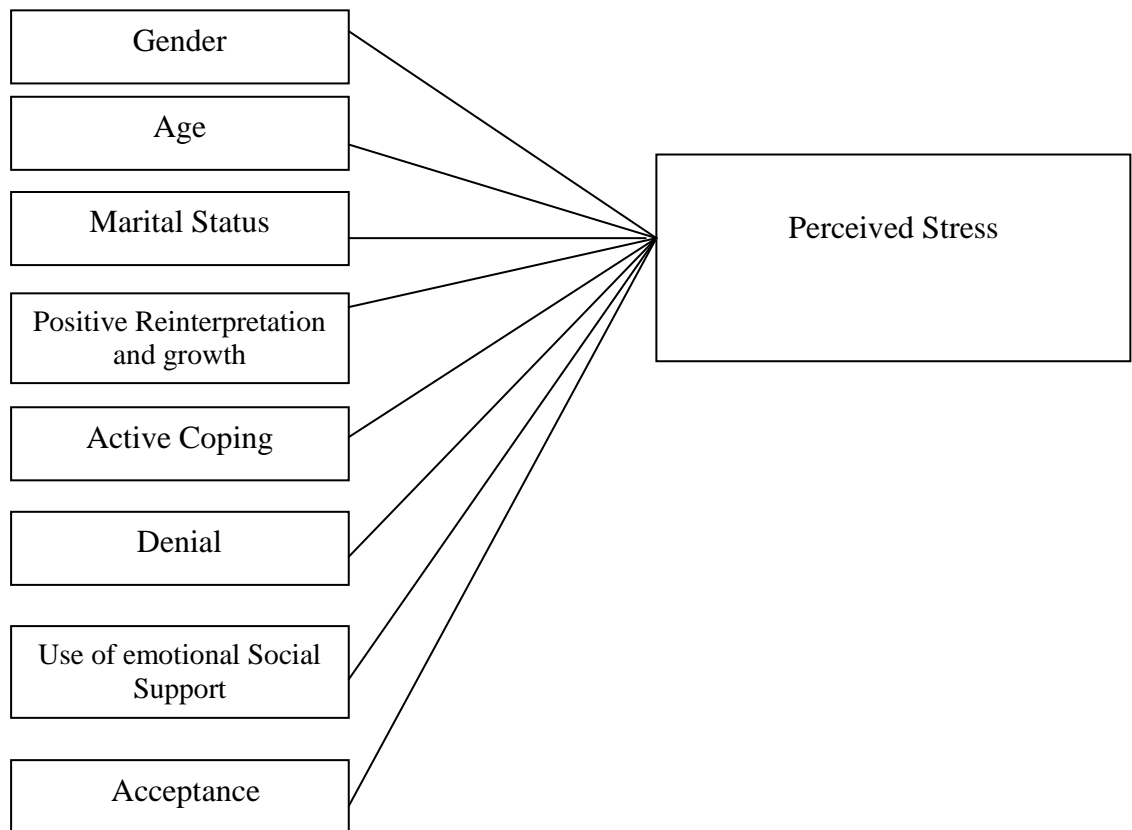 Gender
Age
Marital Status
Perceived Stress
Positive Reinterpretation
and growth
Active Coping
Denial
Use of emotional Social
Support
Acceptance